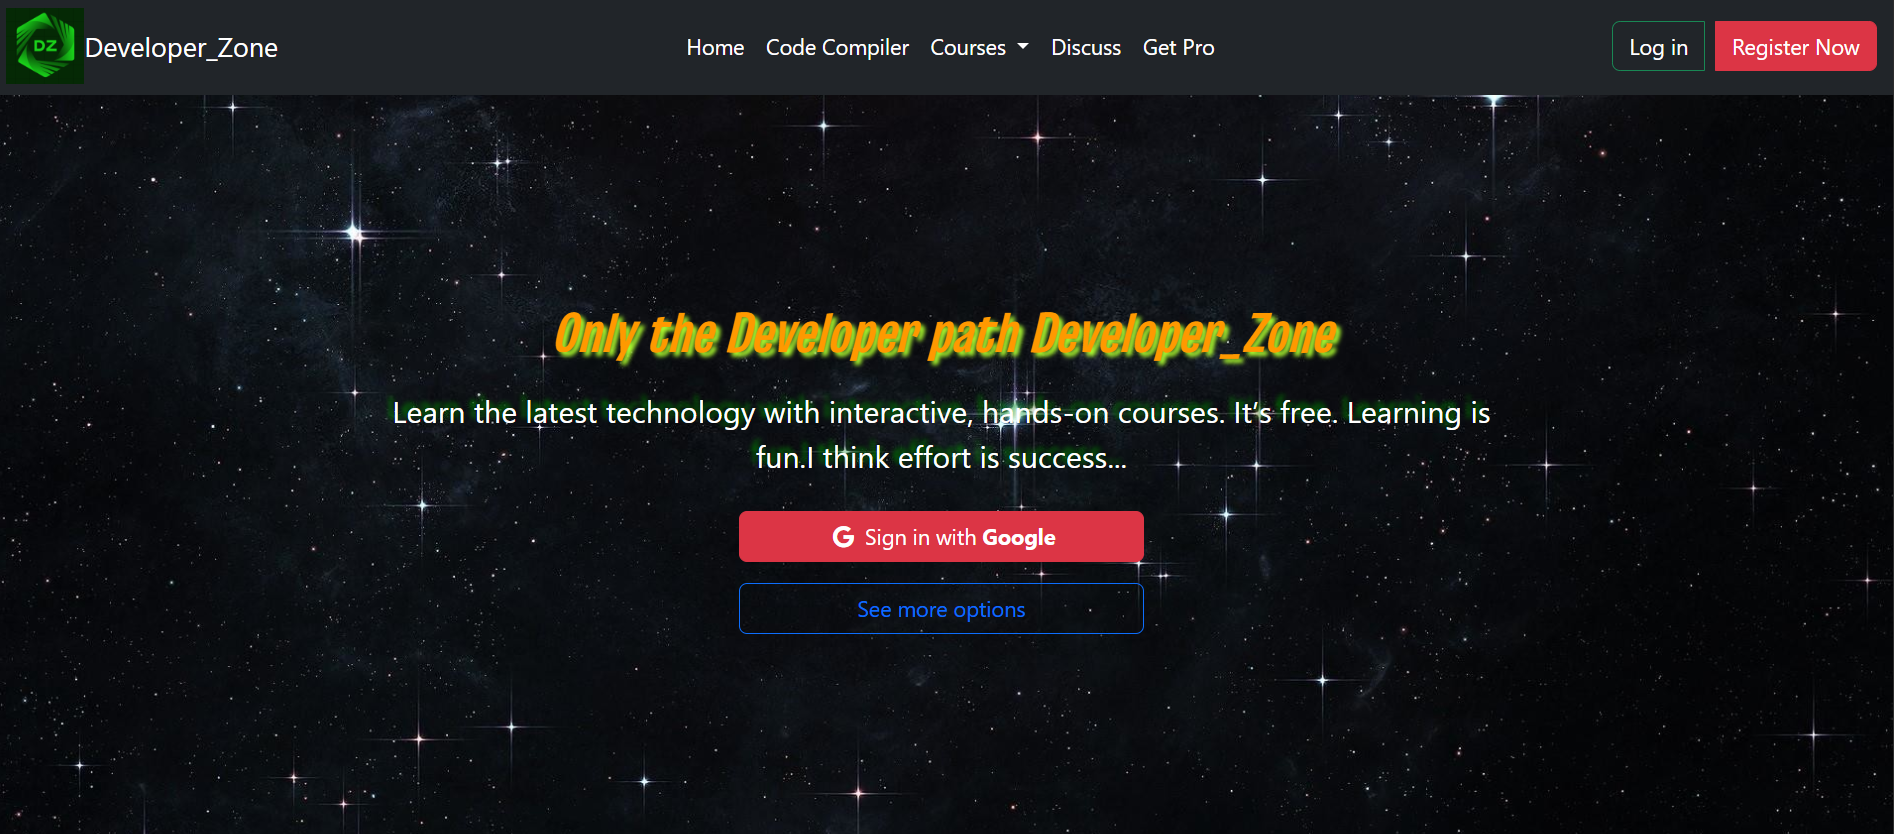 DZ
Developer_Zone
Home Code Compiler Courses Discuss Get Pro
Log in Register Now
Only the Developer path Developer_Zone
Learn the latest technology with interactive, hands-on courses. It’s free. Learning is
fun.I think effort is success...
G Sign in with Google
See more options